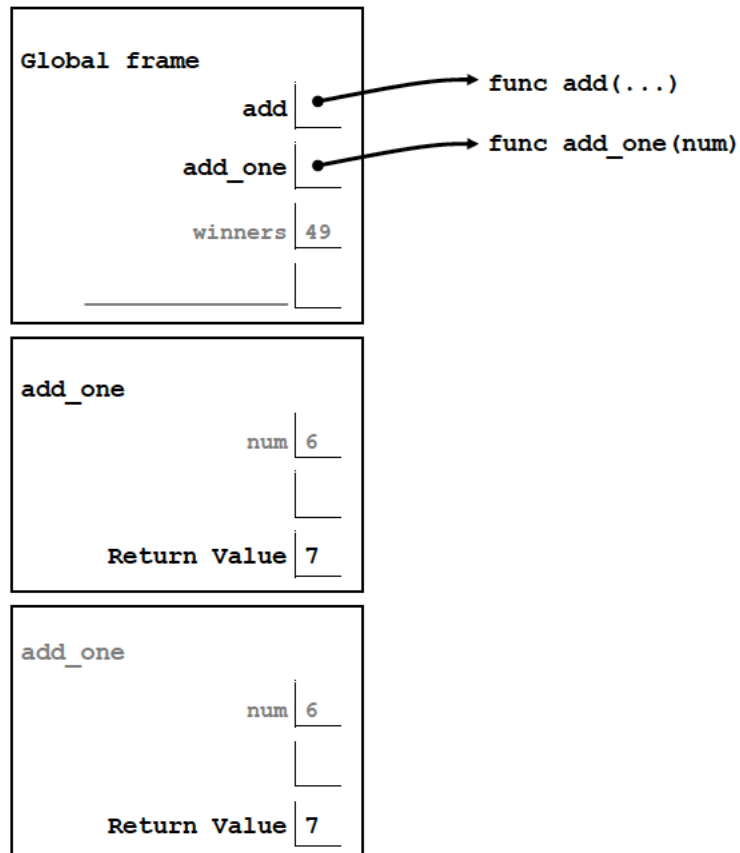 Global frame
add
func add(...)
add_one
func add_one(num)
winners 49
add_one
num 6
Return Value 7
add_one
num 6
Return Value 7